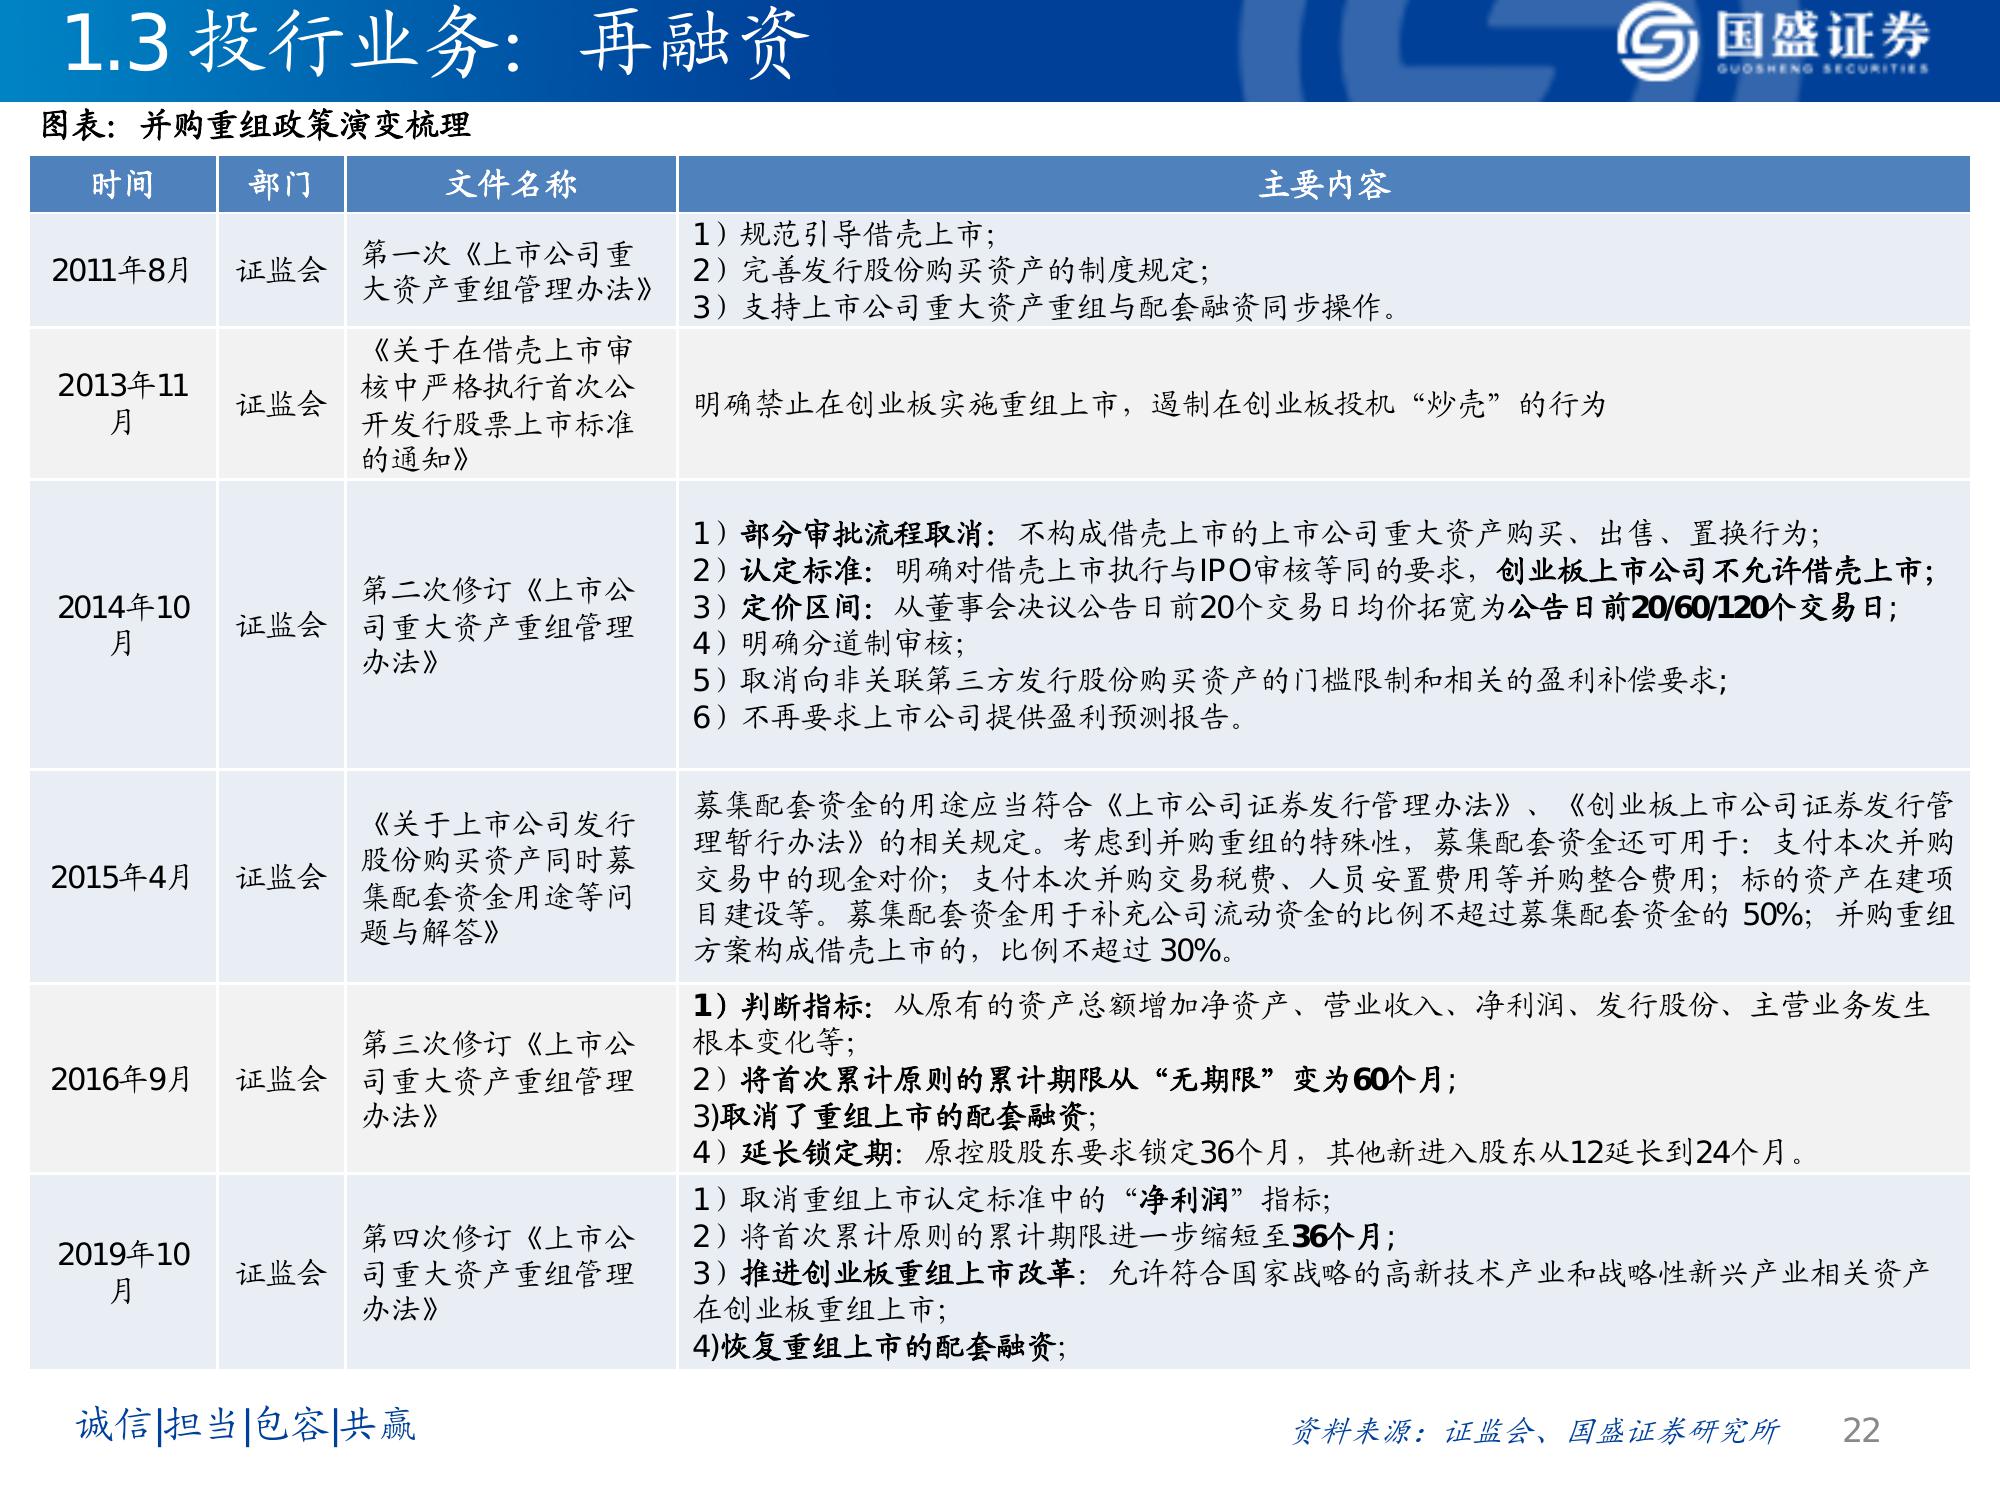 1.3 投行业务：再融资
国盛证券
GUOSHENG SECURITIES
图表：并购重组政策演变梳理
时间
部门
文件名称
主要内容
2011年8月
证监会
第一次《上市公司重
大资产重组管理办法》
1）规范引导借壳上市；
2）完善发行股份购买资产的制度规定；
3）支持上市公司重大资产重组与配套融资同步操作。
2013年11
月
证监会
《关于在借壳上市审
核中严格执行首次公
开发行股票上市标准
的通知》
明确禁止在创业板实施重组上市，遏制在创业板投机“炒壳”的行为
2014年10
月
证监会
第二次修订《上市公
司重大资产重组管理
办法》
1）部分审批流程取消：不构成借壳上市的上市公司重大资产购买、出售、置换行为；
2）认定标准：明确对借壳上市执行与IPO审核等同的要求，创业板上市公司不允许借壳上市；
3）定价区间：从董事会决议公告日前20个交易日均价拓宽为公告日前20/60/120个交易日；
4）明确分道制审核；
5）取消向非关联第三方发行股份购买资产的门槛限制和相关的盈利补偿要求；
6）不再要求上市公司提供盈利预测报告。
2015年4月
证监会
《关于上市公司发行
股份购买资产同时募
集配套资金用途等问
题与解答》
募集配套资金的用途应当符合《上市公司证券发行管理办法》、《创业板上市公司证券发行管
理暂行办法》的相关规定。考虑到并购重组的特殊性，募集配套资金还可用于：支付本次并购
交易中的现金对价；支付本次并购交易税费、人员安置费用等并购整合费用；标的资产在建项
目建设等。募集配套资金用于补充公司流动资金的比例不超过募集配套资金的 50%；并购重组
方案构成借壳上市的，比例不超过 30%。
2016年9月
证监会
第三次修订《上市公
司重大资产重组管理
办法》
1）判断指标：从原有的资产总额增加净资产、营业收入、净利润、发行股份、主营业务发生
根本变化等；
2）将首次累计原则的累计期限从“无期限”变为60个月；
3)取消了重组上市的配套融资；
4）延长锁定期：原控股股东要求锁定36个月，其他新进入股东从12延长到24个月。
2019年10
月
证监会
第四次修订《上市公
司重大资产重组管理
办法》
1）取消重组上市认定标准中的“净利润”指标；
2）将首次累计原则的累计期限进一步缩短至36个月；
3）推进创业板重组上市改革：允许符合国家战略的高新技术产业和战略性新兴产业相关资产
在创业板重组上市；
4)恢复重组上市的配套融资；
诚信|担当|包容|共赢
资料来源：证监会、国盛证券研究所
22